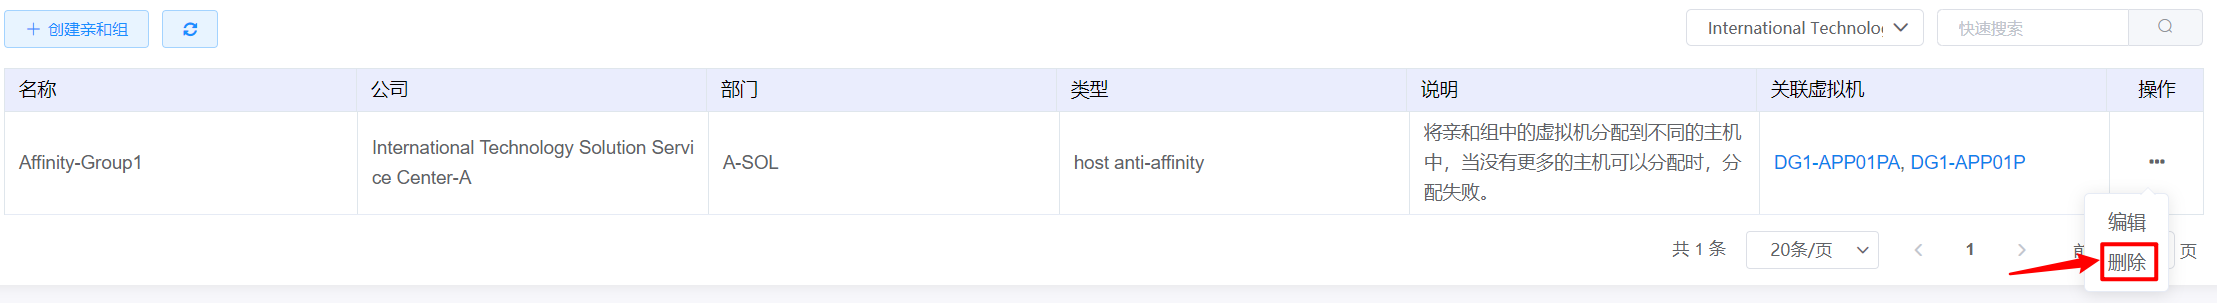 创建亲和组
International Technolo
快速搜索
名称 公司 部门 类型 说明 关联虚拟机 操作
Affinity-Group1
International Technology Solution Servi
ce Center-A
A-SOL
host anti-affinity
将亲和组中的虚拟机分配到不同的主机
中，当没有更多的主机可以分配时，分
配失败。
DG1-APP01PA, DG1-APP01P
编辑
删除
共 1 条 20条/页 1 页